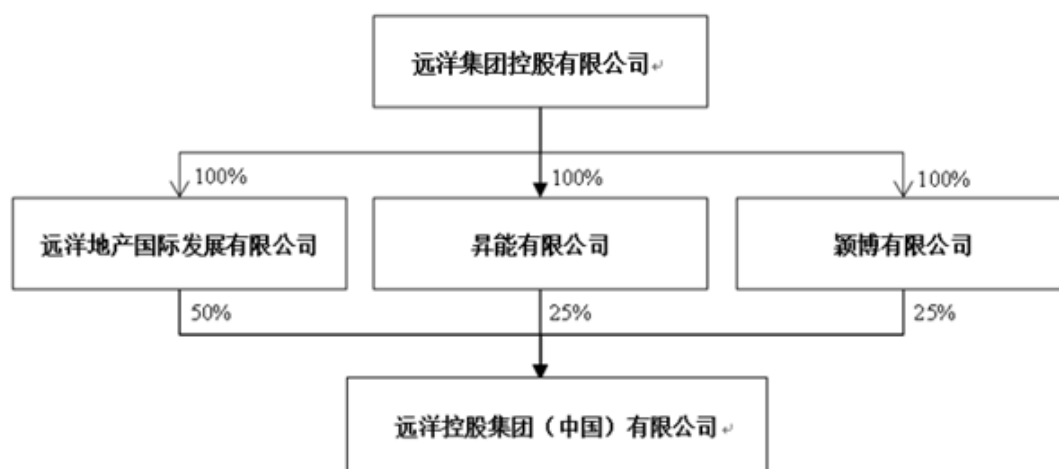 远洋集团控股有限公司
100%
100%
100%
远洋地产国际发展有限公司
昇能有限公司
颖博有限公司
50%
25%
25%
远洋控股集团（中国）有限公司